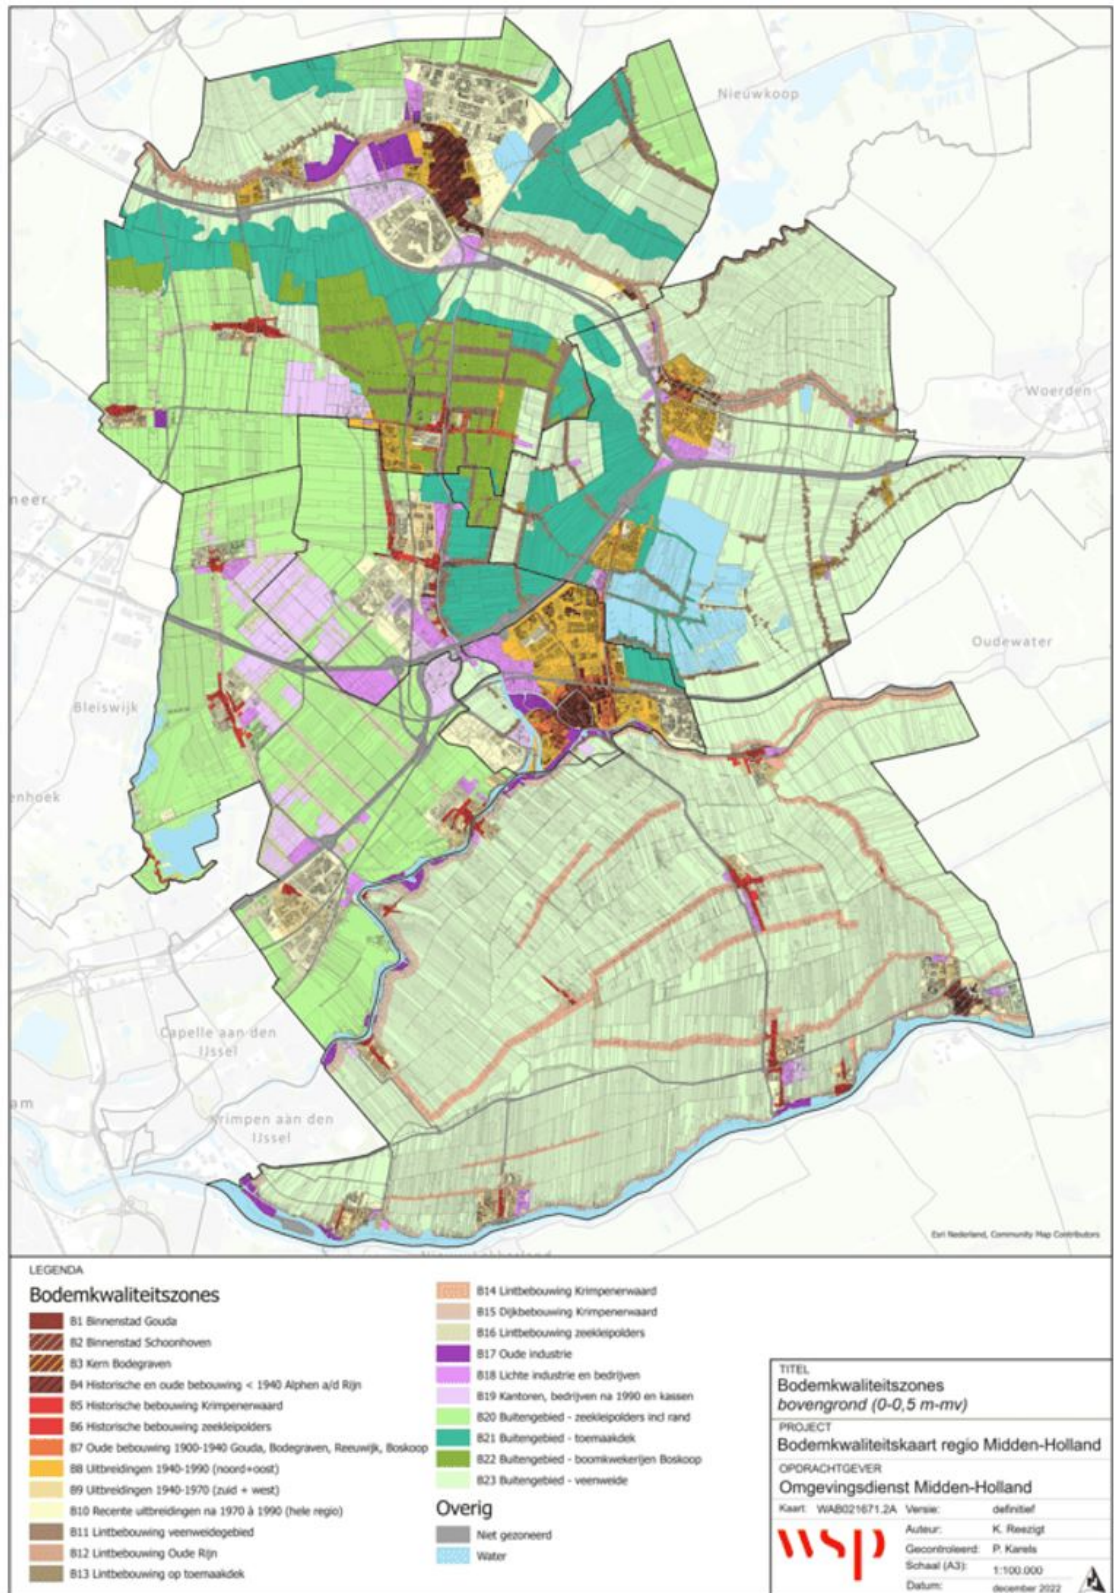 Nieuwkoop
Woerden
neer
Oudewater
Bleiswijk
enhoek
Capelle aan den
IJssel
am
Krimpen aan den
IJssel
Esri Nederland, Community Map Contributors
LEGENDA
Bodemkwaliteitszones
B1 Binnenstad Gouda
B2 Binnenstad Schoonhoven
B3 Kern Bodegraven
B4 Historische en oude bebouwing < 1940 Alphen a/d Rijn
B5 Historische bebouwing Krimpenerwaard
B6 Historische bebouwing zeekleipolders
B7 Oude bebouwing 1900-1940 Gouda, Bodegraven, Reeuwijk, Boskoop
B8 Uitbreidingen 1940-1990 (noord+oost)
B9 Uitbreidingen 1940-1970 (zuid + west)
B10 Recente uitbreidingen na 1970 à 1990 (hele regio)
B11 Lintbebouwing veenweidegebied
B12 Lintbebouwing Oude Rijn
B13 Lintbebouwing op toemaakdek
B14 Lintbebouwing Krimpenerwaard
B15 Dijkbebouwing Krimpenerwaard
B16 Lintbebouwing zeekleipolders
B17 Oude industrie
B18 Lichte industrie en bedrijven
B19 Kantoren, bedrijven na 1990 en kassen
B20 Buitengebied - zeekleipolders incl rand
B21 Buitengebied - toemaakdek
B22 Buitengebied - boomkwekerijen Boskoop
B23 Buitengebied - veenweide
Overig
Niet gezoneerd
Water
TITEL
Bodemkwaliteitszones
bovengrond (0-0,5 m-mv)
PROJECT
Bodemkwaliteitskaart regio Midden-Holland
OPDRACHTGEVER
Omgevingsdienst Midden-Holland
Kaart: WAB021671.2A Versie: definitief
wsp
Auteur: K. Reezigt
Gecontroleerd: P. Karels
Schaal (A3): 1:100.000
Datum: december 2022